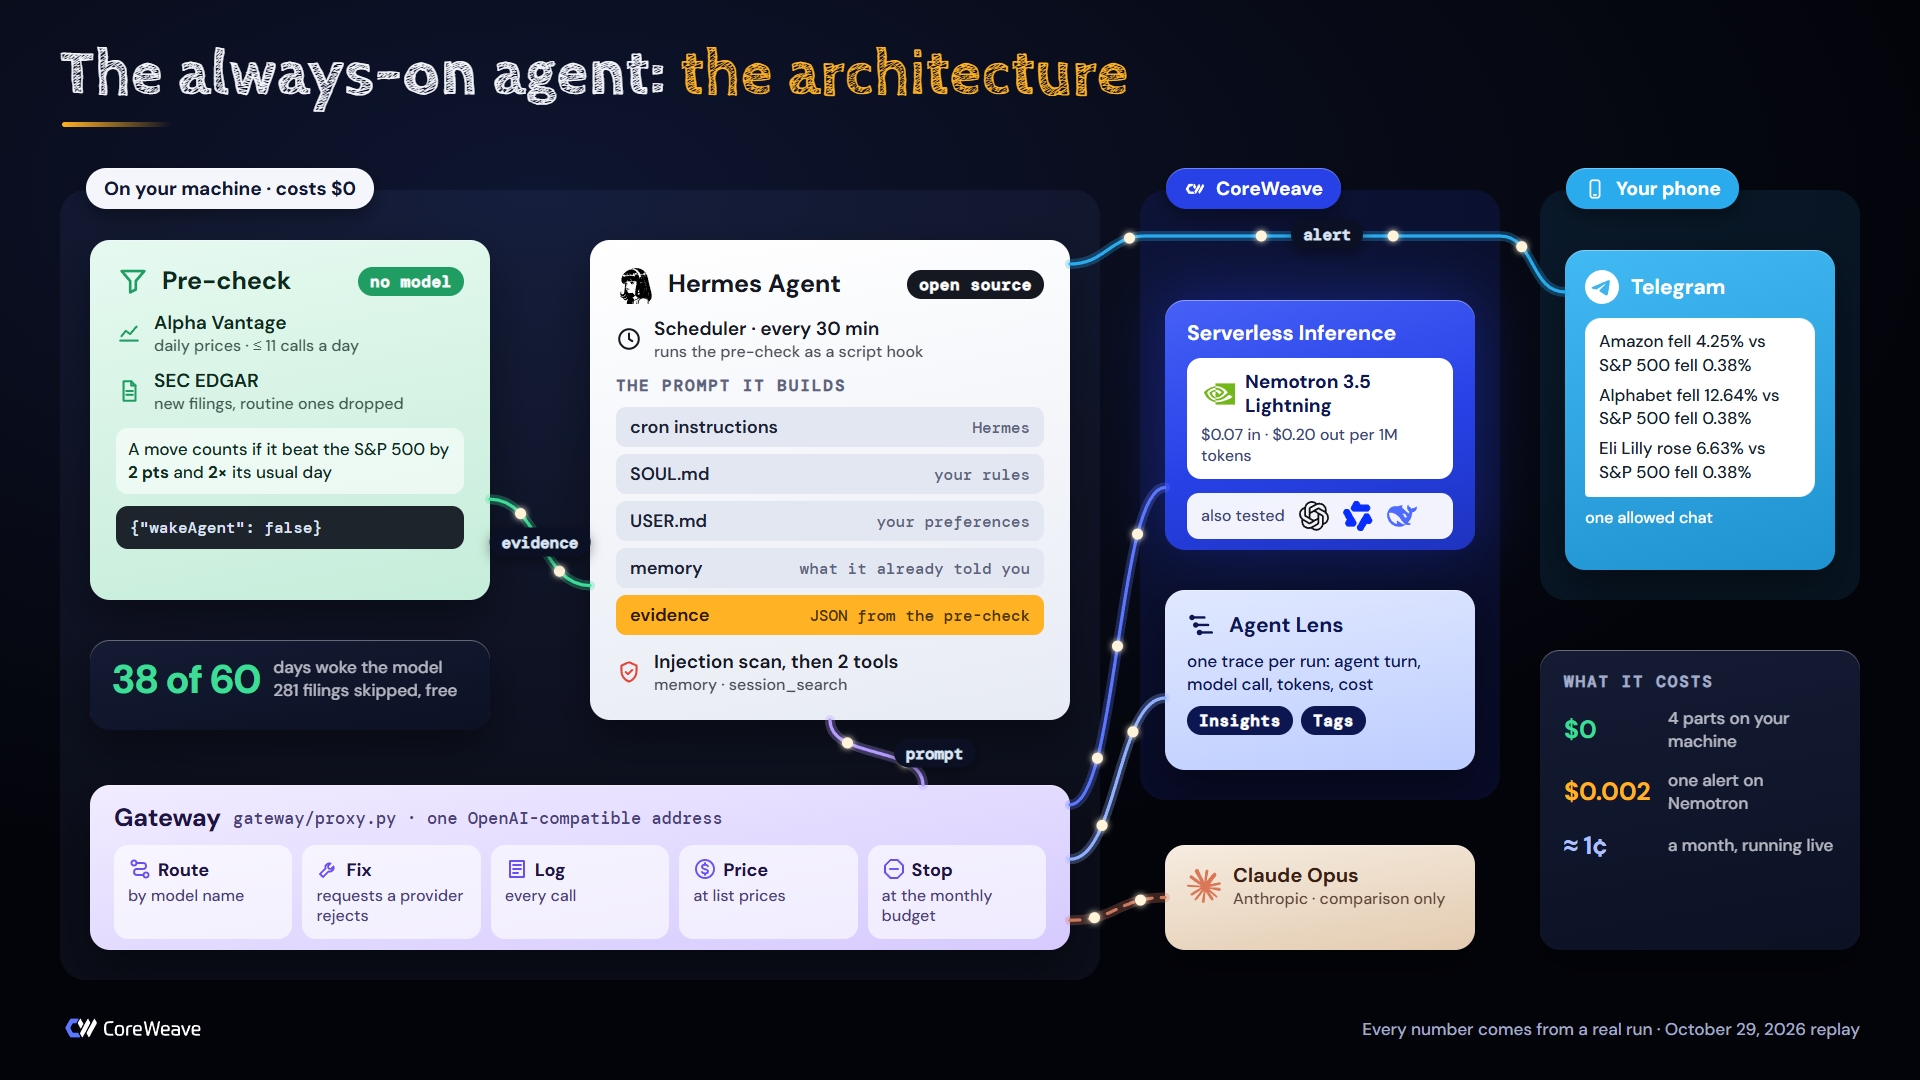 The always-on agent: the architecture
On your machine · costs $0
Pre-check
no model
Alpha Vantage
daily prices · ≤ 11 calls a day
SEC EDGAR
new filings, routine ones dropped
A move counts if it beat the S&P 500 by
2 pts and 2× its usual day
{"wakeAgent": false}
38 of 60
days woke the model
281 filings skipped, free
evidence
Hermes Agent
open source
Scheduler · every 30 min
runs the pre-check as a script hook
THE PROMPT IT BUILDS
cron instructions
Hermes
SOUL.md
your rules
USER.md
your preferences
memory
what it already told you
evidence
JSON from the pre-check
Injection scan, then 2 tools
memory · session_search
prompt
Gateway
gateway/proxy.py · one OpenAI-compatible address
Route
by model name
Fix
requests a provider
rejects
Log
every call
Price
at list prices
Stop
at the monthly
budget
CoreWeave
alert
Serverless Inference
Nemotron 3.5
Lightning
$0.07 in · $0.20 out per 1M
tokens
also tested
Agent Lens
one trace per run: agent turn,
model call, tokens, cost
Insights
Tags
Claude Opus
Anthropic · comparison only
Your phone
Telegram
Amazon fell 4.25% vs
S&P 500 fell 0.38%
Alphabet fell 12.64% vs
S&P 500 fell 0.38%
Eli Lilly rose 6.63% vs
S&P 500 fell 0.38%
one allowed chat
WHAT IT COSTS
$0
4 parts on your
machine
$0.002
one alert on
Nemotron
≈ 1¢
a month, running live
CoreWeave
Every number comes from a real run · October 29, 2026 replay